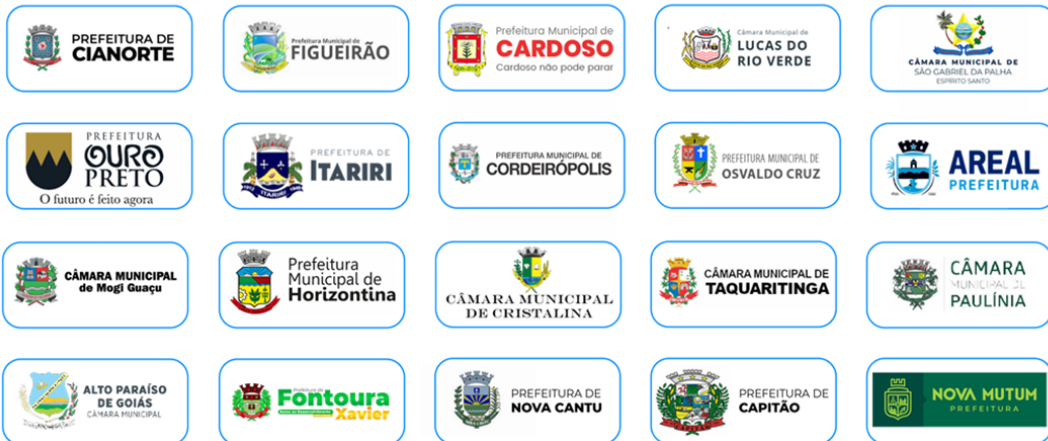 PREFEITURA DE
CIANORTE
Prefeitura Municipal de
FIGUEIRÃO
Prefeitura Municipal de
CARDOSO
Cardoso não pode parar
Câmara Municipal de
LUCAS DO
RIO VERDE
CÂMARA MUNICIPAL DE
SÃO GABRIEL DA PALHA
ESPÍRITO SANTO
PREFEITURA
OURO
PRETO
O futuro é feito agora
PREFEITURA DE
ITARIRI
ITARIRI
PREFEITURA MUNICIPAL DE
CORDEIRÓPOLIS
PREFEITURA MUNICIPAL DE
OSVALDO CRUZ
AREAL
PREFEITURA
CÂMARA MUNICIPAL
de Mogi Guaçu
Prefeitura
Municipal de
Horizontina
CÂMARA MUNICIPAL
DE CRISTALINA
CÂMARA MUNICIPAL DE
TAQUARITINGA
CÂMARA
MUNICIPAL DE
PAULÍNIA
ALTO PARAÍSO
DE GOIÁS
CÂMARA MUNICIPAL
Prefeitura de
Fontoura
Xavier
PREFEITURA DE
NOVA CANTU
PREFEITURA DE
CAPITÃO
CAPITÃO
NOVA MUTUM
PREFEITURA